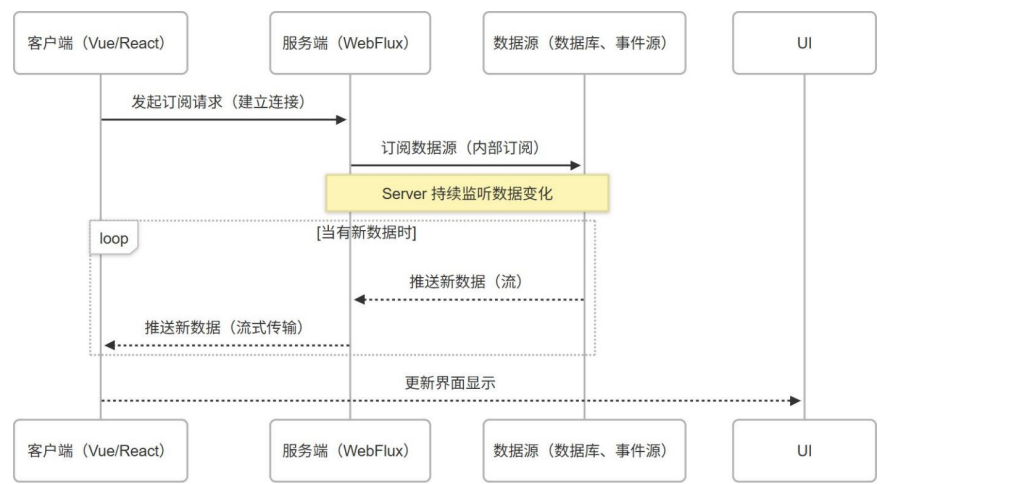 客户端（Vue/React）
服务端（WebFlux）
数据源（数据库、事件源）
UI
发起订阅请求（建立连接）
订阅数据源（内部订阅）
Server 持续监听数据变化
loop
[当有新数据时]
推送新数据（流）
推送新数据（流式传输）
更新界面显示
客户端（Vue/React）
服务端（WebFlux）
数据源（数据库、事件源）
UI